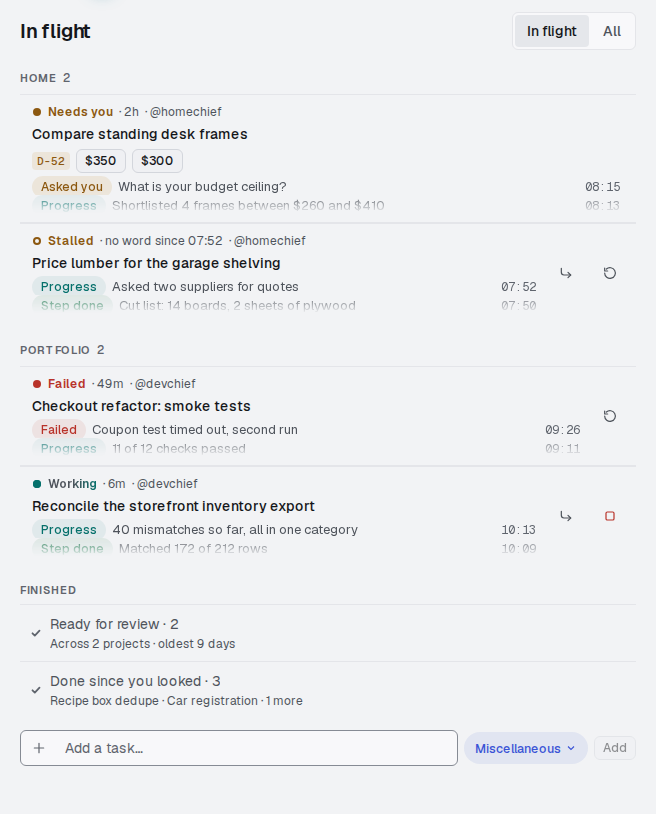 In flight
In flight All
HOME 2
Needs you · 2h · @homechief
Compare standing desk frames
D-52 $350 $300
Asked you What is your budget ceiling? 08:15
Progress Shortlisted 4 frames between $260 and $410 08:13
Stalled · no word since 07:52 · @homechief
Price lumber for the garage shelving
Progress Asked two suppliers for quotes 07:52
Step done Cut list: 14 boards, 2 sheets of plywood 07:50
PORTFOLIO 2
Failed · 49m · @devchief
Checkout refactor: smoke tests
Failed Coupon test timed out, second run 09:26
Progress 11 of 12 checks passed 09:11
Working · 6m · @devchief
Reconcile the storefront inventory export
Progress 40 mismatches so far, all in one category 10:13
Step done Matched 172 of 212 rows 10:09
FINISHED
Ready for review · 2
Across 2 projects · oldest 9 days
Done since you looked · 3
Recipe box dedupe · Car registration · 1 more
Add a task… Miscellaneous Add